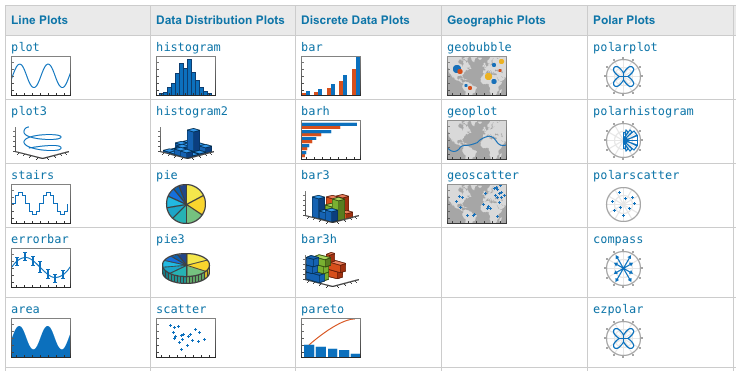 Line Plots Data Distribution Plots Discrete Data Plots Geographic Plots Polar Plots
plot histogram bar geobubble polarplot
plot3 histogram2 barh geoplot polarhistogram
stairs pie bar3 geoscatter polarscatter
errorbar pie3 bar3h compass
area scatter pareto ezpolar